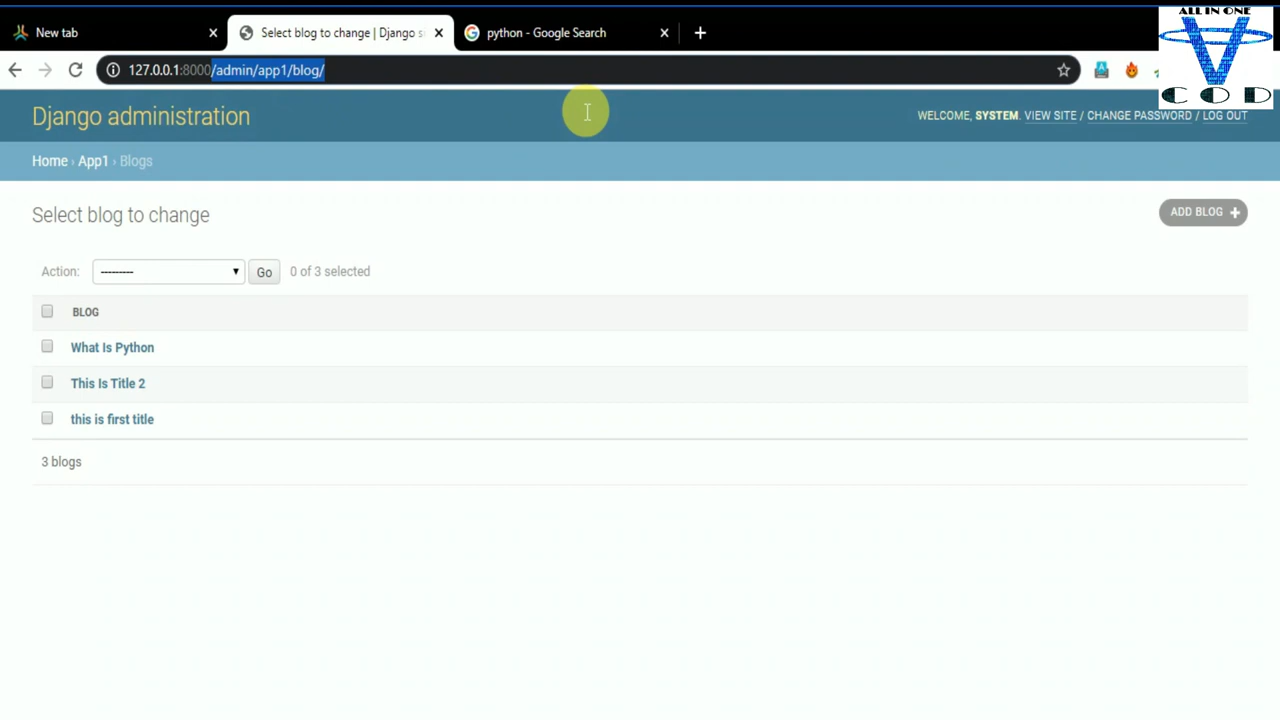 ALL IN ONE
New tab
Select blog to change | Django s
python - Google Search
127.0.0.1:8000/admin/app1/blog/
C O D
Django administration
WELCOME, SYSTEM. VIEW SITE / CHANGE PASSWORD / LOG OUT
Home › App1 › Blogs
Select blog to change
ADD BLOG +
Action: --------- Go 0 of 3 selected
BLOG
What Is Python
This Is Title 2
this is first title
3 blogs